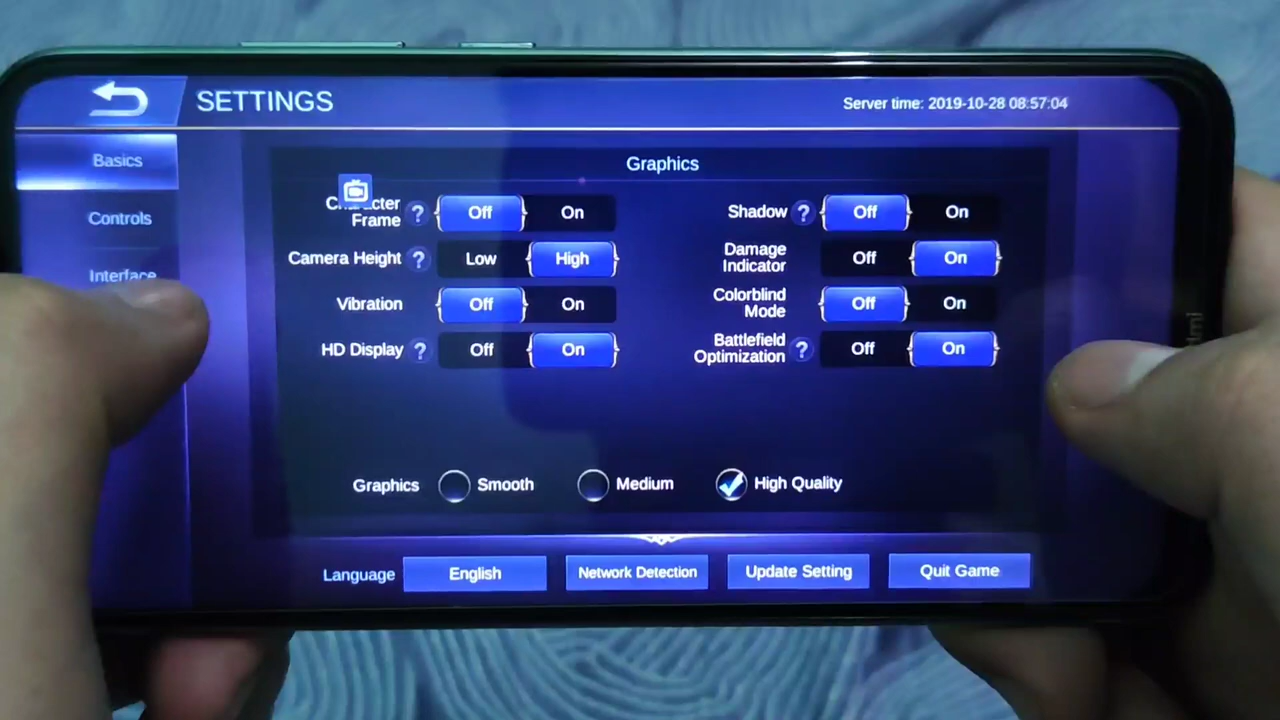 SETTINGS
Server time: 2019-10-28 08:57:04
Basics
Controls
Interface
Graphics
Character
Frame ? Off On
Shadow ? Off On
Camera Height ? Low High
Damage
Indicator Off On
Vibration Off On
Colorblind
Mode Off On
HD Display ? Off On
Battlefield
Optimization ? Off On
Graphics Smooth Medium High Quality
Language English Network Detection Update Setting Quit Game